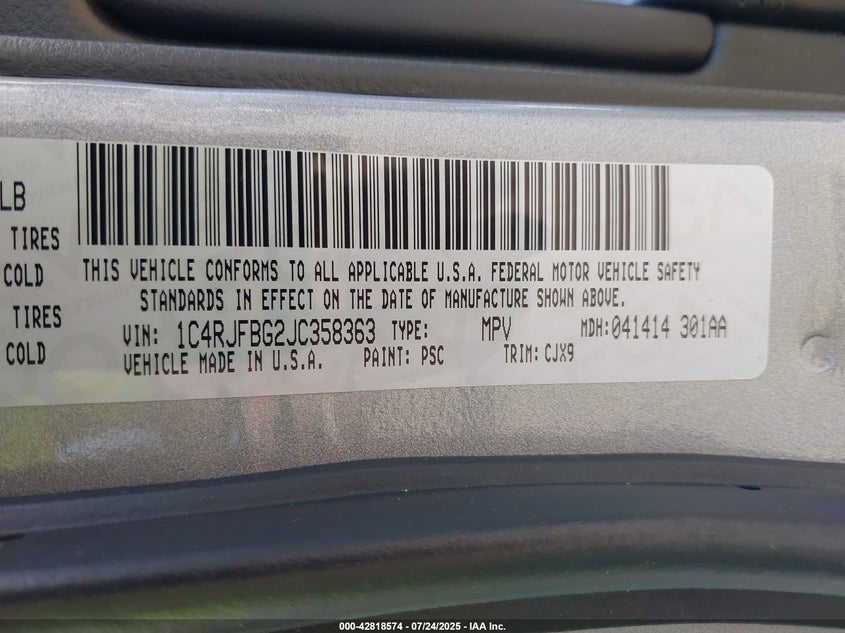 LB
TIRES
COLD
TIRES
COLD
THIS VEHICLE CONFORMS TO ALL APPLICABLE U.S.A. FEDERAL MOTOR VEHICLE SAFETY
STANDARDS IN EFFECT ON THE DATE OF MANUFACTURE SHOWN ABOVE.
VIN: 1C4RJFBG2JC358363 TYPE: MPV MDH:041414 301AA
VEHICLE MADE IN U.S.A. PAINT: PSC TRIM: CJX9
000-42818574 | 07/24/2025 - IAA Inc.